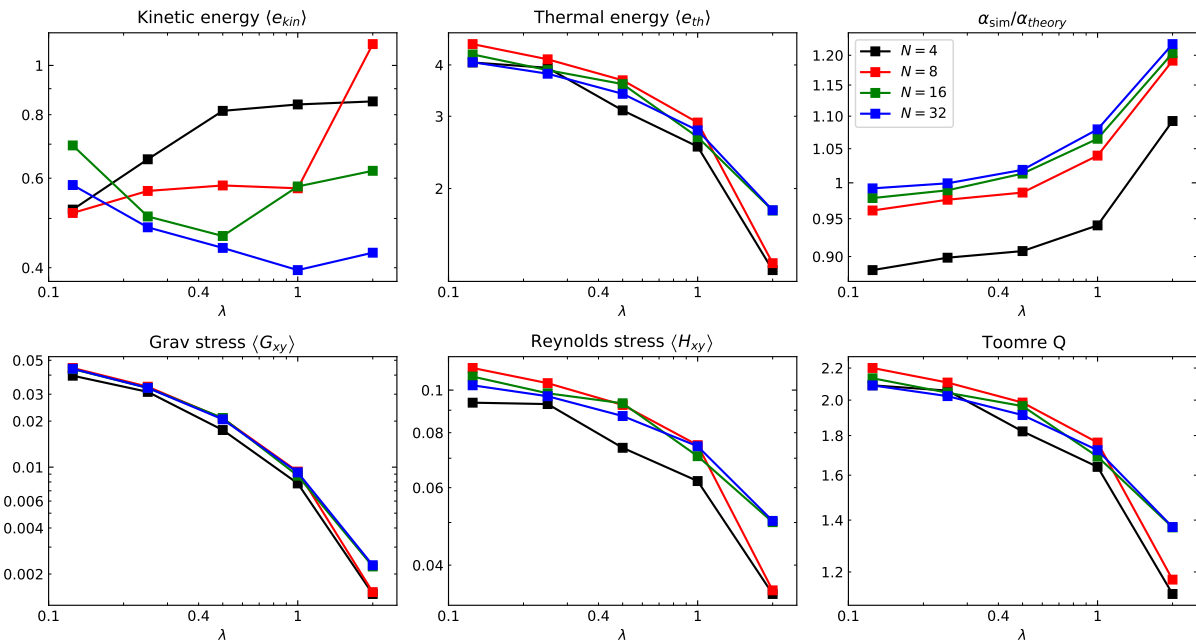 Kinetic energy ⟨e_kin⟩
1
0.8
0.6
0.4
0.1
0.4
1
λ
Thermal energy ⟨e_th⟩
4
3
2
0.1
0.4
1
λ
α_sim/α_theory
1.20
1.15
1.10
1.05
1
0.95
0.90
N = 4
N = 8
N = 16
N = 32
0.1
1
λ
Grav stress ⟨G_xy⟩
0.05
0.03
0.02
0.01
0.006
0.004
0.002
0.1
0.4
1
λ
Reynolds stress ⟨H_xy⟩
0.1
0.08
0.06
0.04
0.1
0.4
1
λ
Toomre Q
2.2
2.0
1.8
1.6
1.4
1.2
0.1
1
λ